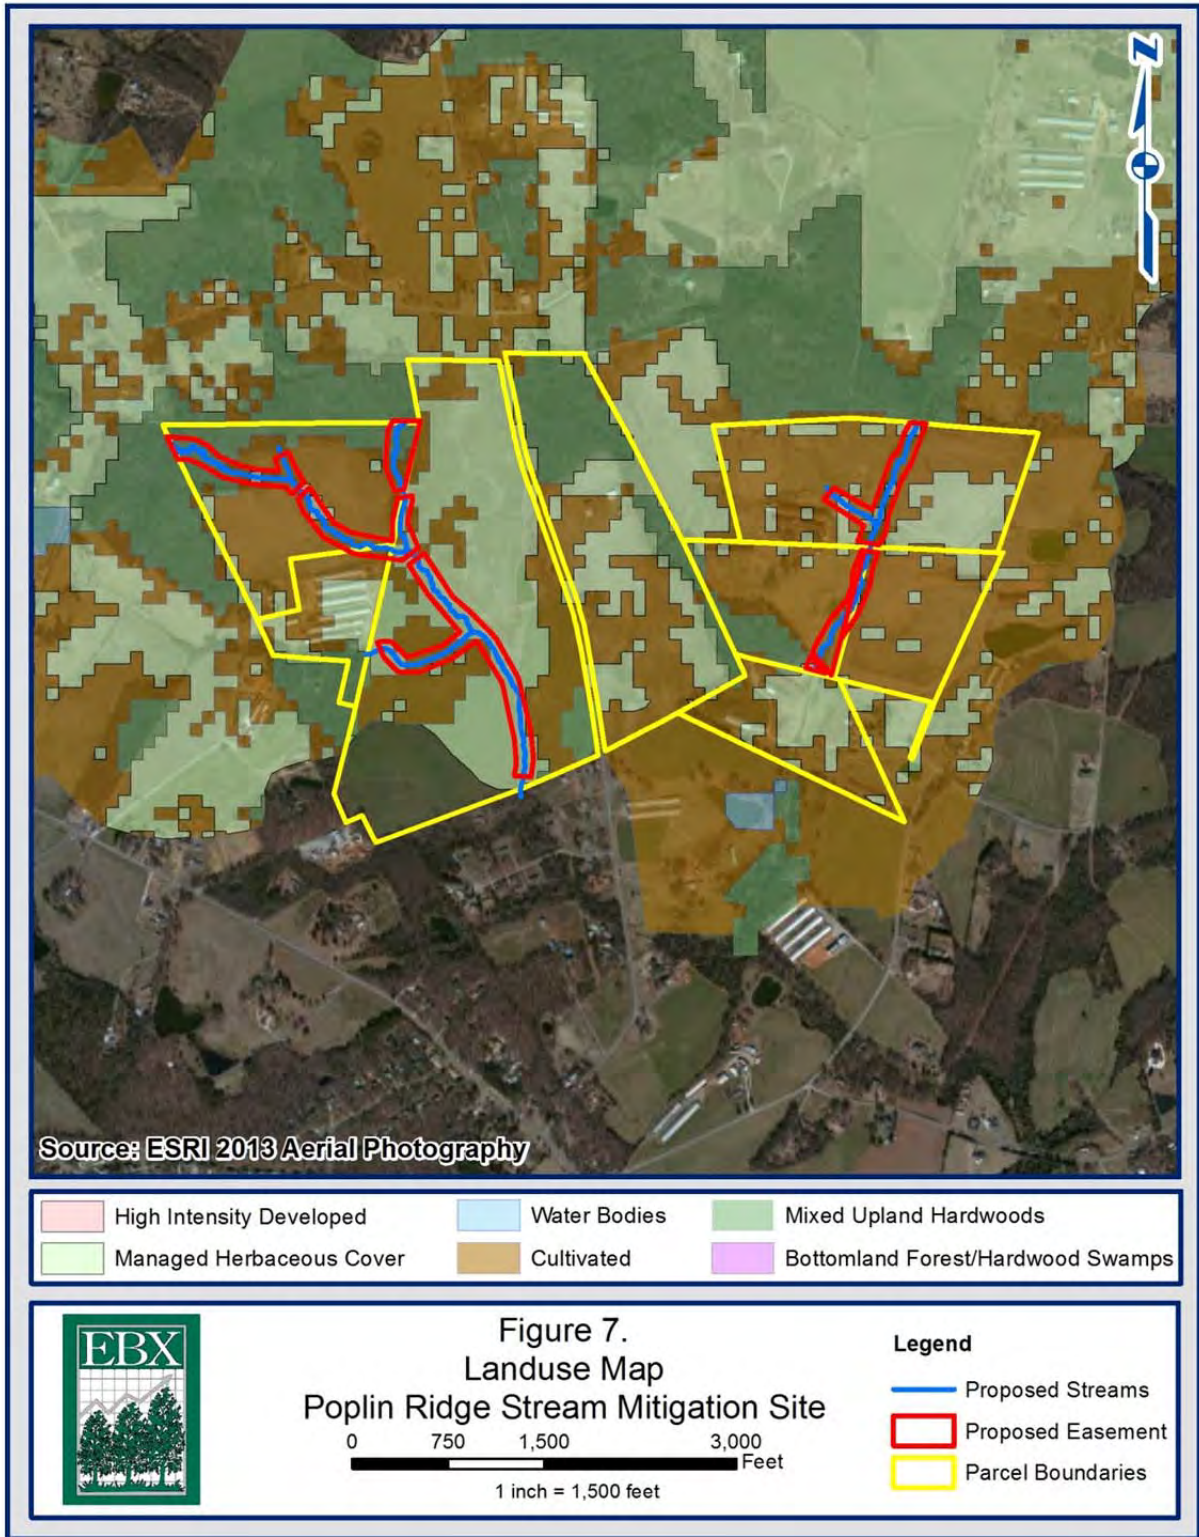 N
Source: ESRI 2013 Aerial Photography
High Intensity Developed
Water Bodies
Mixed Upland Hardwoods
Managed Herbaceous Cover
Cultivated
Bottomland Forest/Hardwood Swamps
EBX
Figure 7.
Landuse Map
Poplin Ridge Stream Mitigation Site
0 750 1,500 3,000
Feet
1 inch = 1,500 feet
Legend
Proposed Streams
Proposed Easement
Parcel Boundaries